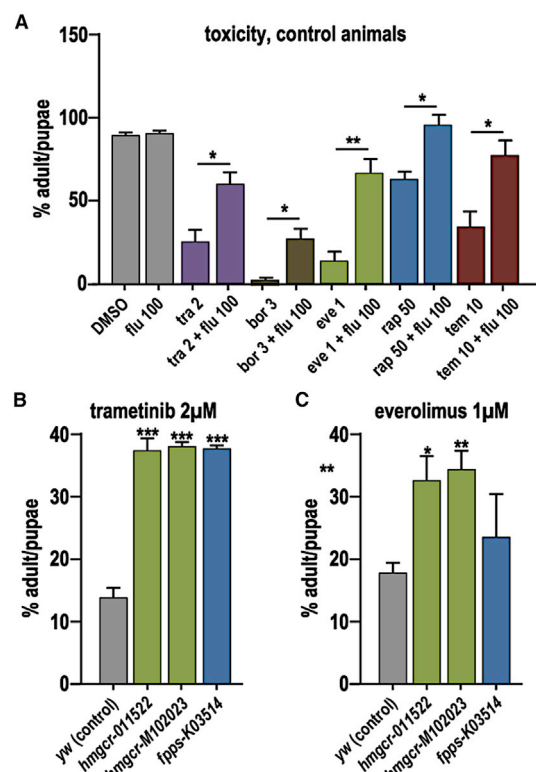 A
toxicity, control animals
% adult/pupae
150
100
50
0
* * ** * *
DMSO
flu 100
tra 2
tra 2 + flu 100
bor 3
bor 3 + flu 100
eve 1
eve 1 + flu 100
rap 50
rap 50 + flu 100
tem 10
tem 10 + flu 100
B
trametinib 2µM
% adult/pupae
40
30
20
10
0
*** *** ***
yw (control)
hmgcr-011522
hmgcr-M102023
fpps-K03514
C
everolimus 1µM
% adult/pupae
40
30
20
10
0
**
* **
yw (control)
hmgcr-011522
hmgcr-M102023
fpps-K03514